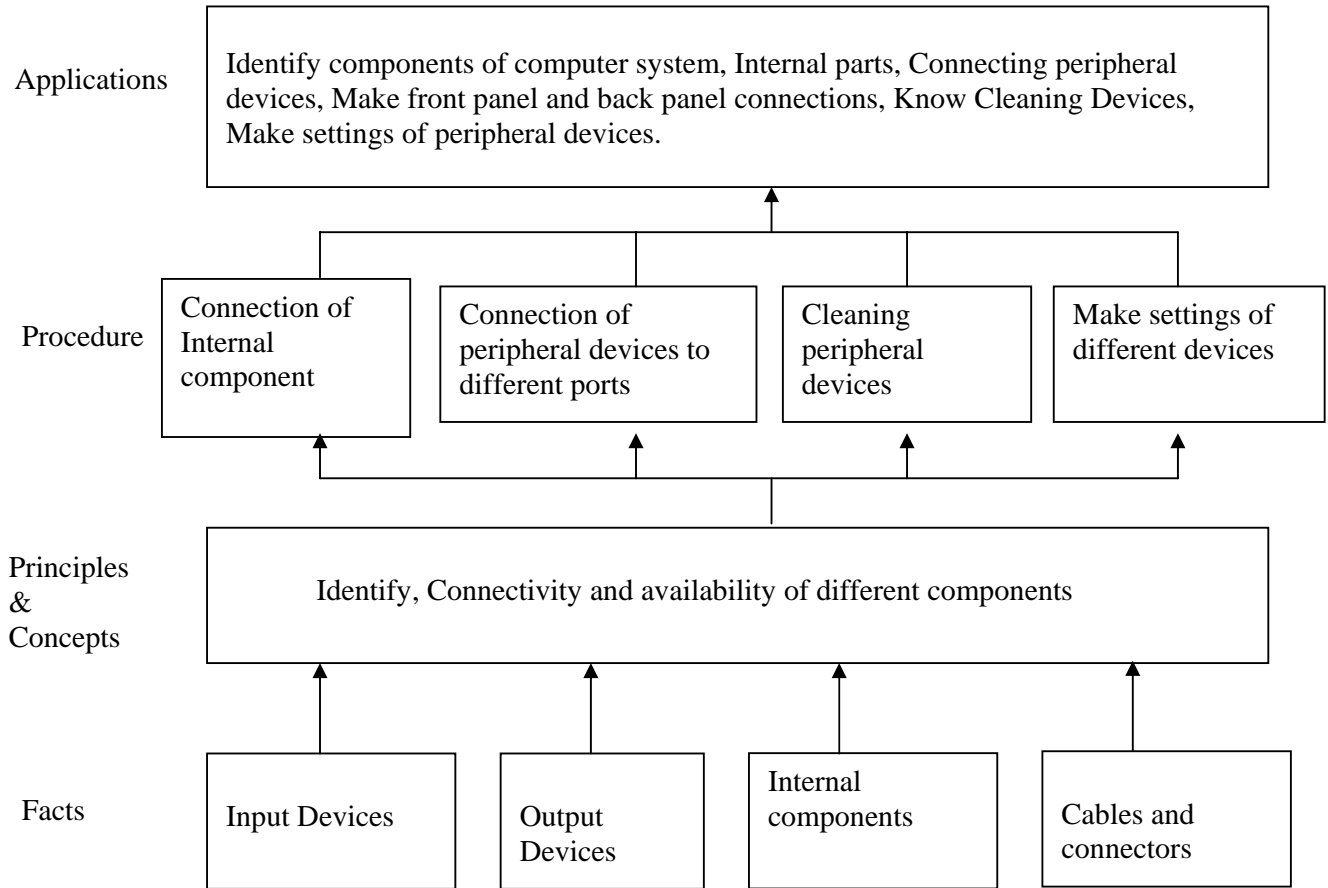 Applications
Identify components of computer system, Internal parts, Connecting peripheral
devices, Make front panel and back panel connections, Know Cleaning Devices,
Make settings of peripheral devices.
Procedure
Connection of
Internal
component
Connection of
peripheral devices to
different ports
Cleaning
peripheral
devices
Make settings of
different devices
Principles
&
Concepts
Identify, Connectivity and availability of different components
Facts
Input Devices
Output
Devices
Internal
components
Cables and
connectors